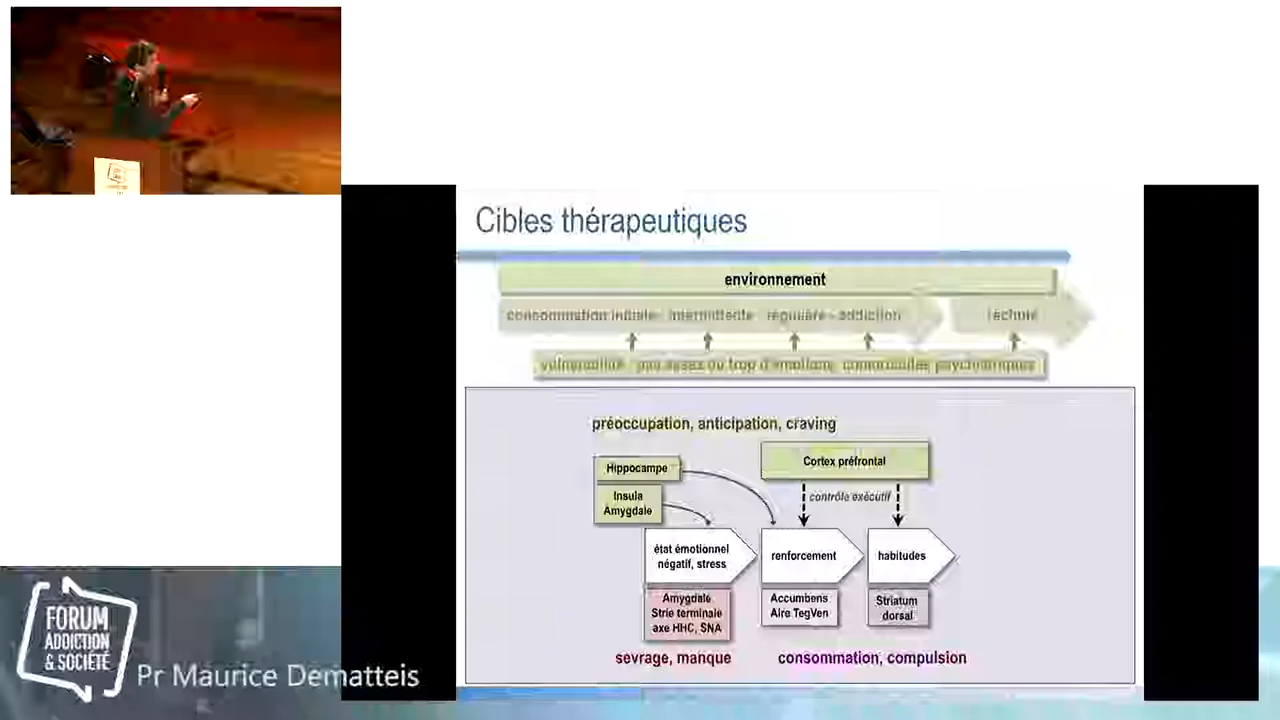 Cibles thérapeutiques
environnement
consommation initiale - intermittente - régulière - addiction
rechute
vulnérabilité - pas assez ou trop d'émotions
préoccupation, anticipation, craving
Hippocampe
Cortex préfrontal
Insula
Amygdale
contrôle exécutif
état émotionnel
négatif, stress
renforcement
habitudes
Amygdale
Strie terminale
axe HHC, SNA
Accumbens
Aire TegVen
Striatum
dorsal
sevrage, manque
consommation, compulsion
FORUM
ADDICTION
& SOCIÉTÉ
Pr Maurice Dematteis